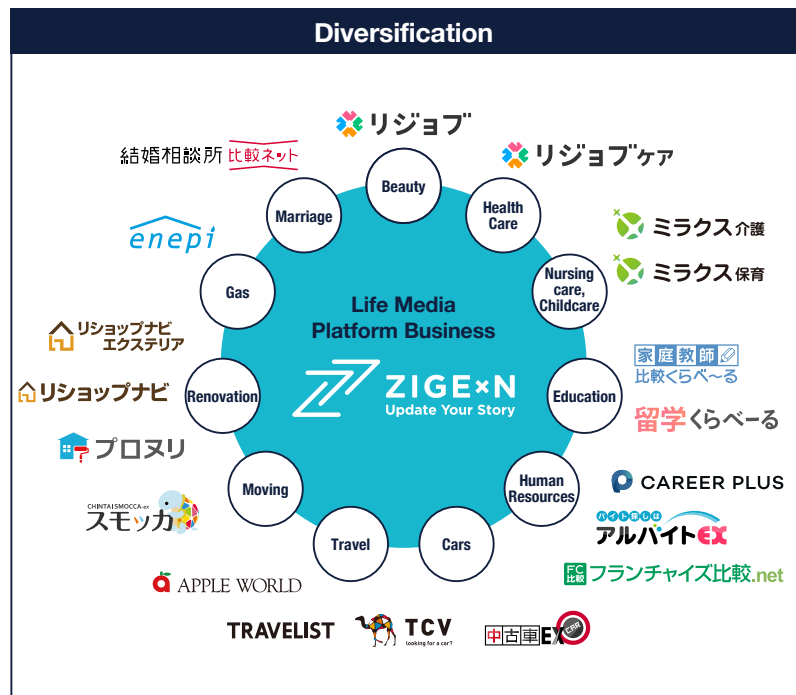 Diversification
リジョブ
結婚相談所 比較ネット
リジョブケア
Beauty
Marriage
Health
Care
enepi
ミラクス介護
ミラクス保育
Gas
Nursing
care,
Childcare
Life Media
Platform Business
ZIGExN
Update Your Story
リショップナビ
エクステリア
リショップナビ
Renovation
Education
家庭教師
比較くらべ〜る
留学くらべーる
プロヌリ
Moving
Human
Resources
CAREER PLUS
CHINTAI SMOCCA-ex
スモッカ
バイト探しは
アルバイトEX
Travel
Cars
FC
比較
フランチャイズ比較.net
APPLE WORLD
TRAVELIST
TCV
looking for a car?
中古車EX
CAR